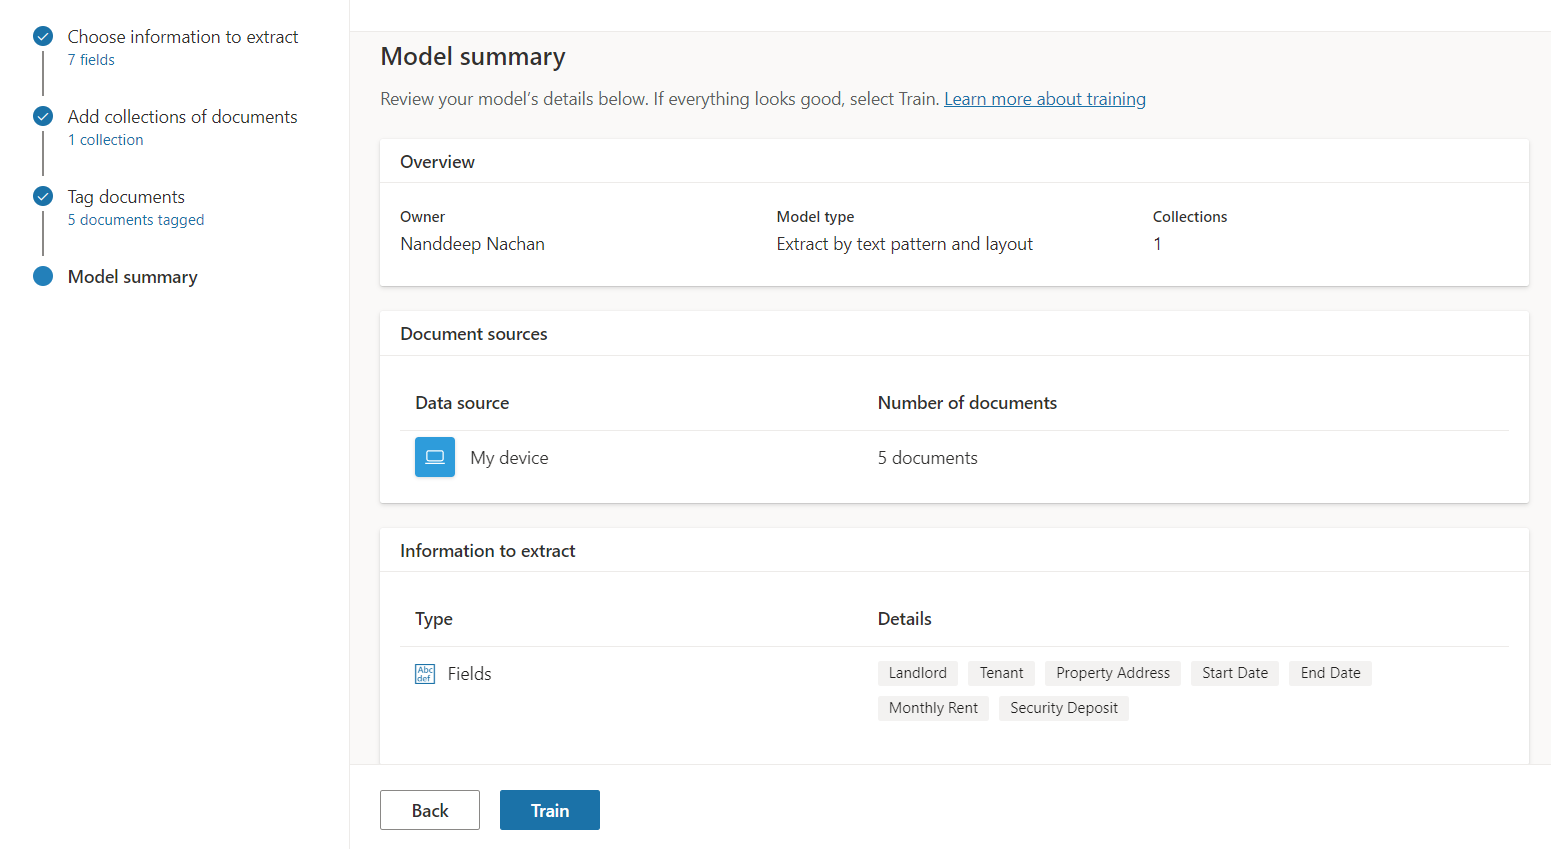 Choose information to extract
7 fields
Add collections of documents
1 collection
Tag documents
5 documents tagged
Model summary
Model summary
Review your model’s details below. If everything looks good, select Train. Learn more about training
Overview
Owner Model type Collections
Nanddeep Nachan Extract by text pattern and layout 1
Document sources
Data source Number of documents
My device 5 documents
Information to extract
Type Details
Abc
def
Fields Landlord Tenant Property Address Start Date End Date
Monthly Rent Security Deposit
Back Train